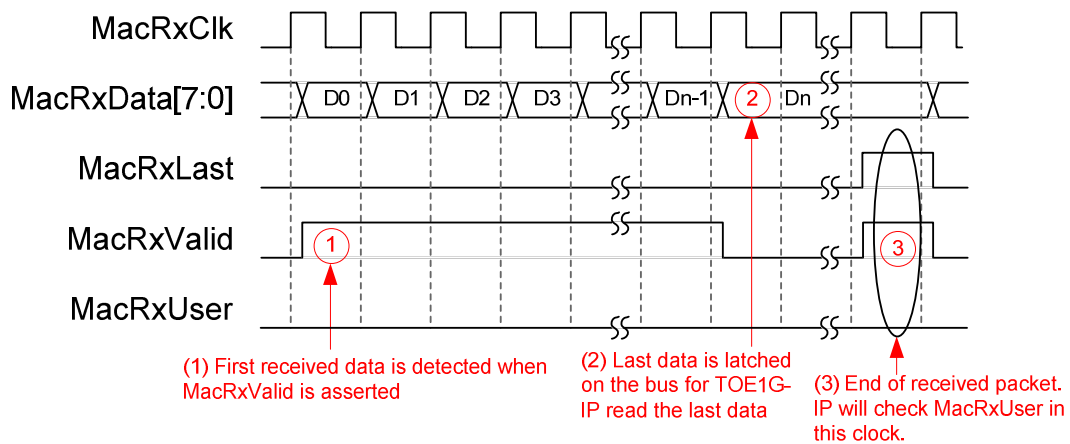 MacRxClk
MacRxData[7:0]
D0 D1 D2 D3 Dn-1 2 Dn
MacRxLast
MacRxValid
1
3
MacRxUser
(1) First received data is detected when
MacRxValid is asserted
(2) Last data is latched
on the bus for TOE1G-
IP read the last data
(3) End of received packet.
IP will check MacRxUser in
this clock.